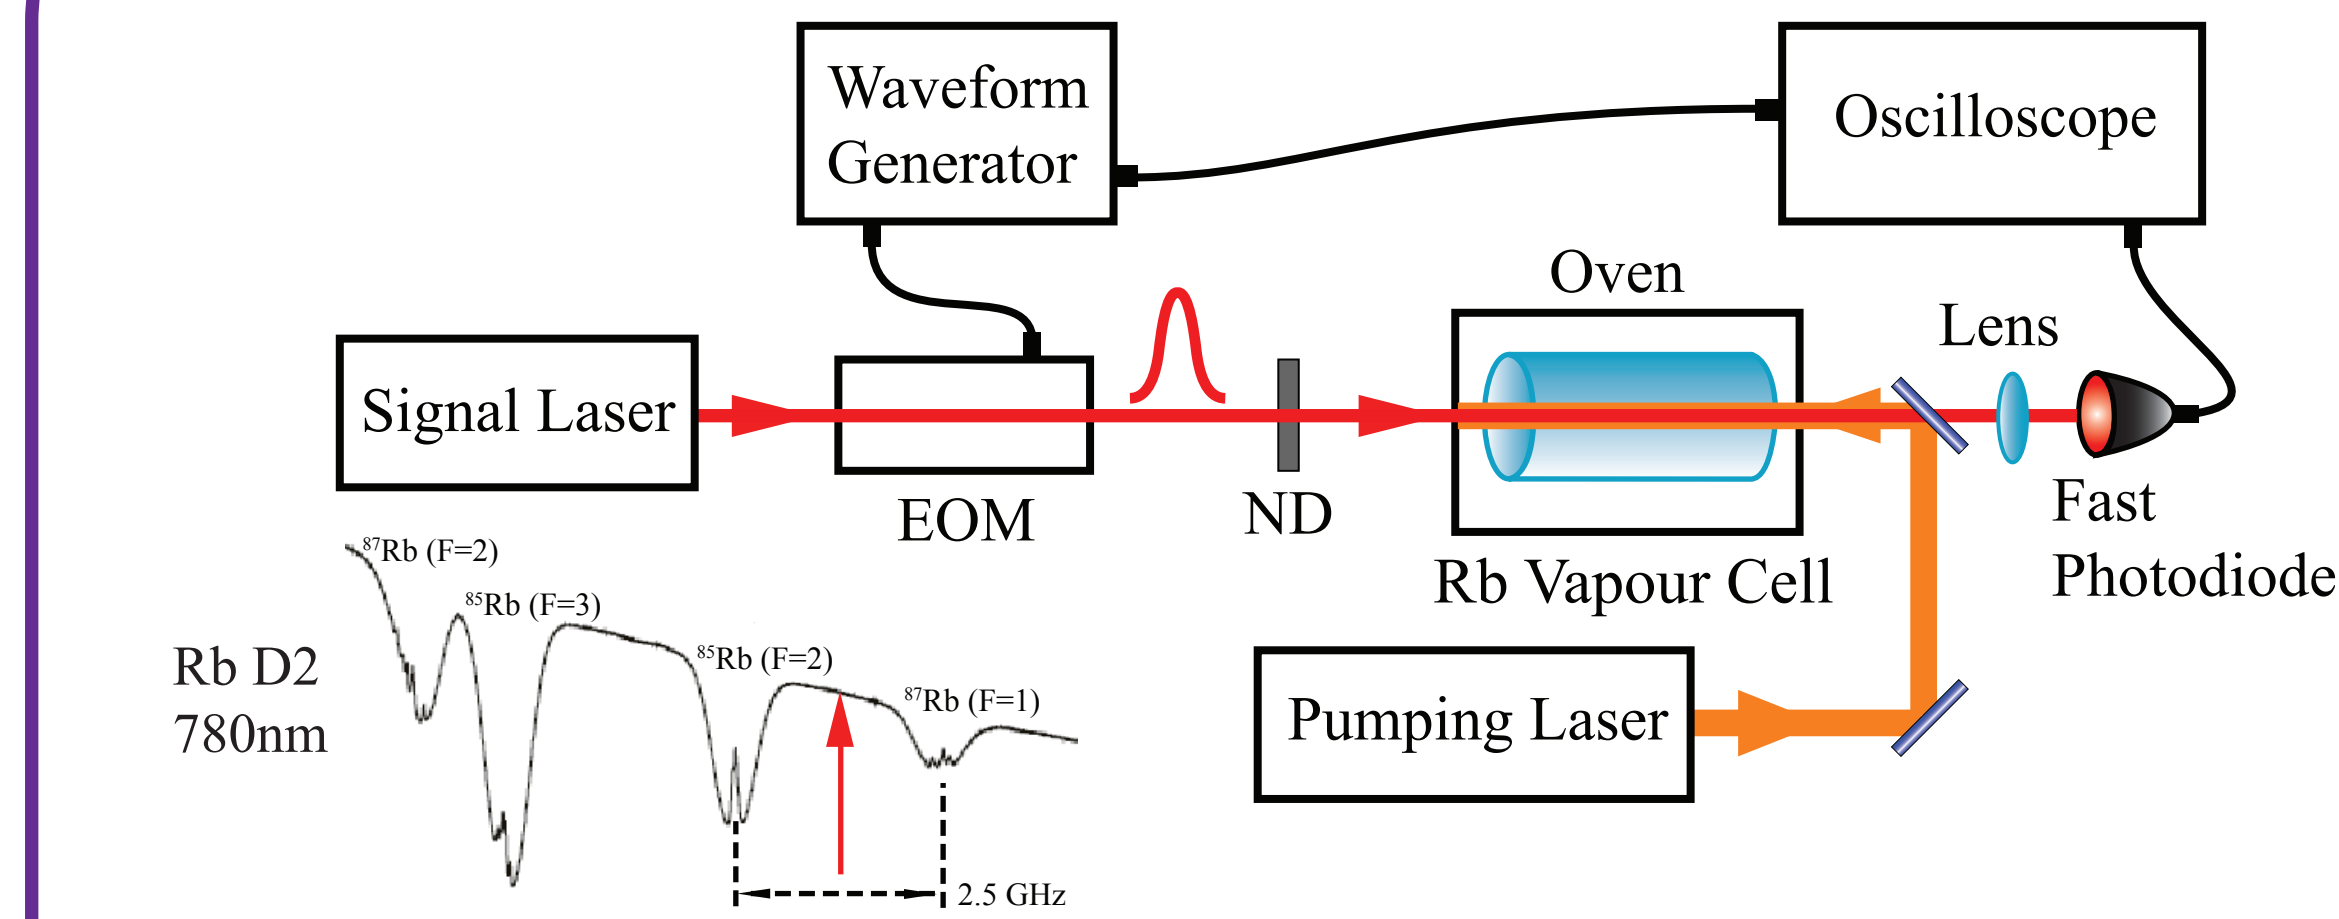 Waveform
Generator
Oscilloscope
Oven
Lens
Signal Laser
EOM
ND
Fast
Photodiode
Rb Vapour Cell
Pumping Laser
⁸⁷Rb (F=2)
⁸⁵Rb (F=3)
⁸⁵Rb (F=2)
⁸⁷Rb (F=1)
Rb D2
780nm
2.5 GHz